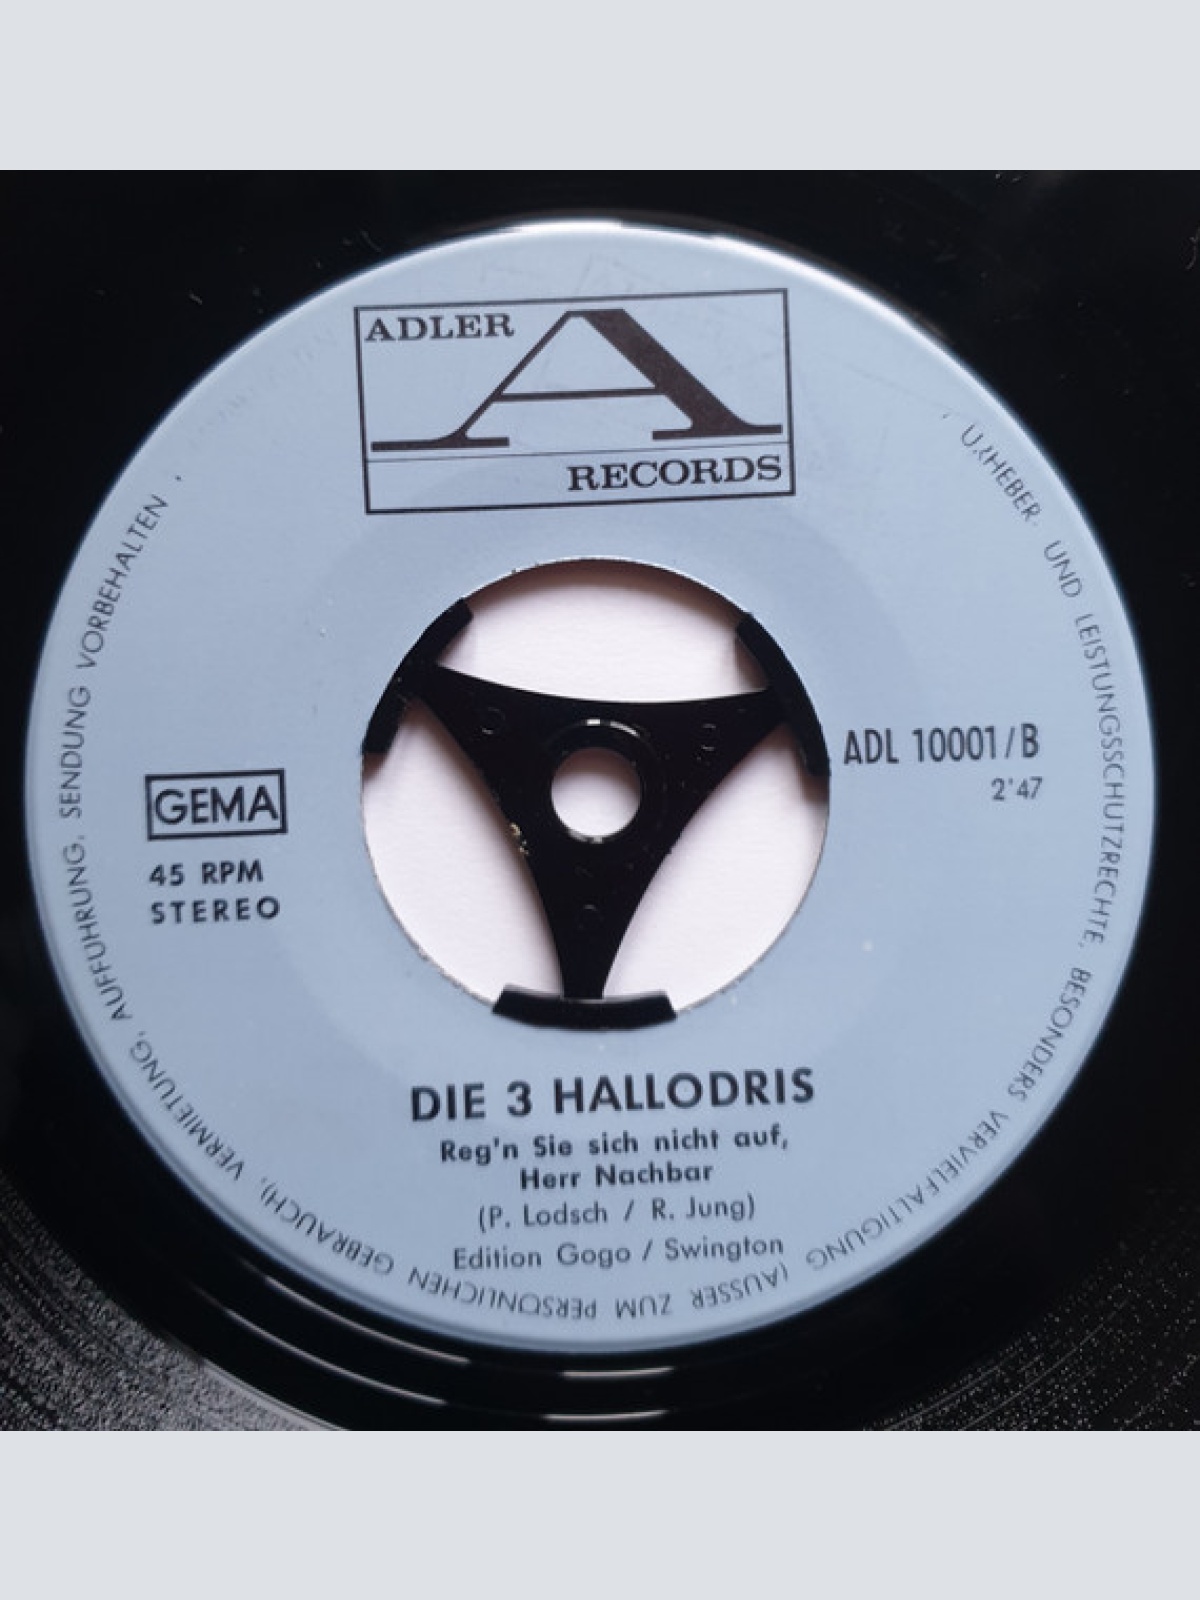 ADLER
A
RECORDS
ADL 10001/B
2'47
GEMA
45 RPM
STEREO
DIE 3 HALLODRIS
Reg'n Sie sich nicht auf,
Herr Nachbar
(P. Lodsch / R. Jung)
Edition Gogo / Swington
URHEBER- UND LEISTUNGSSCHUTZRECHTE, BESONDERS VERVIELFÄLTIGUNG (AUSSER ZUM PERSÖNLICHEN GEBRAUCH), VERMIETUNG, AUFFÜHRUNG, SENDUNG VORBEHALTEN